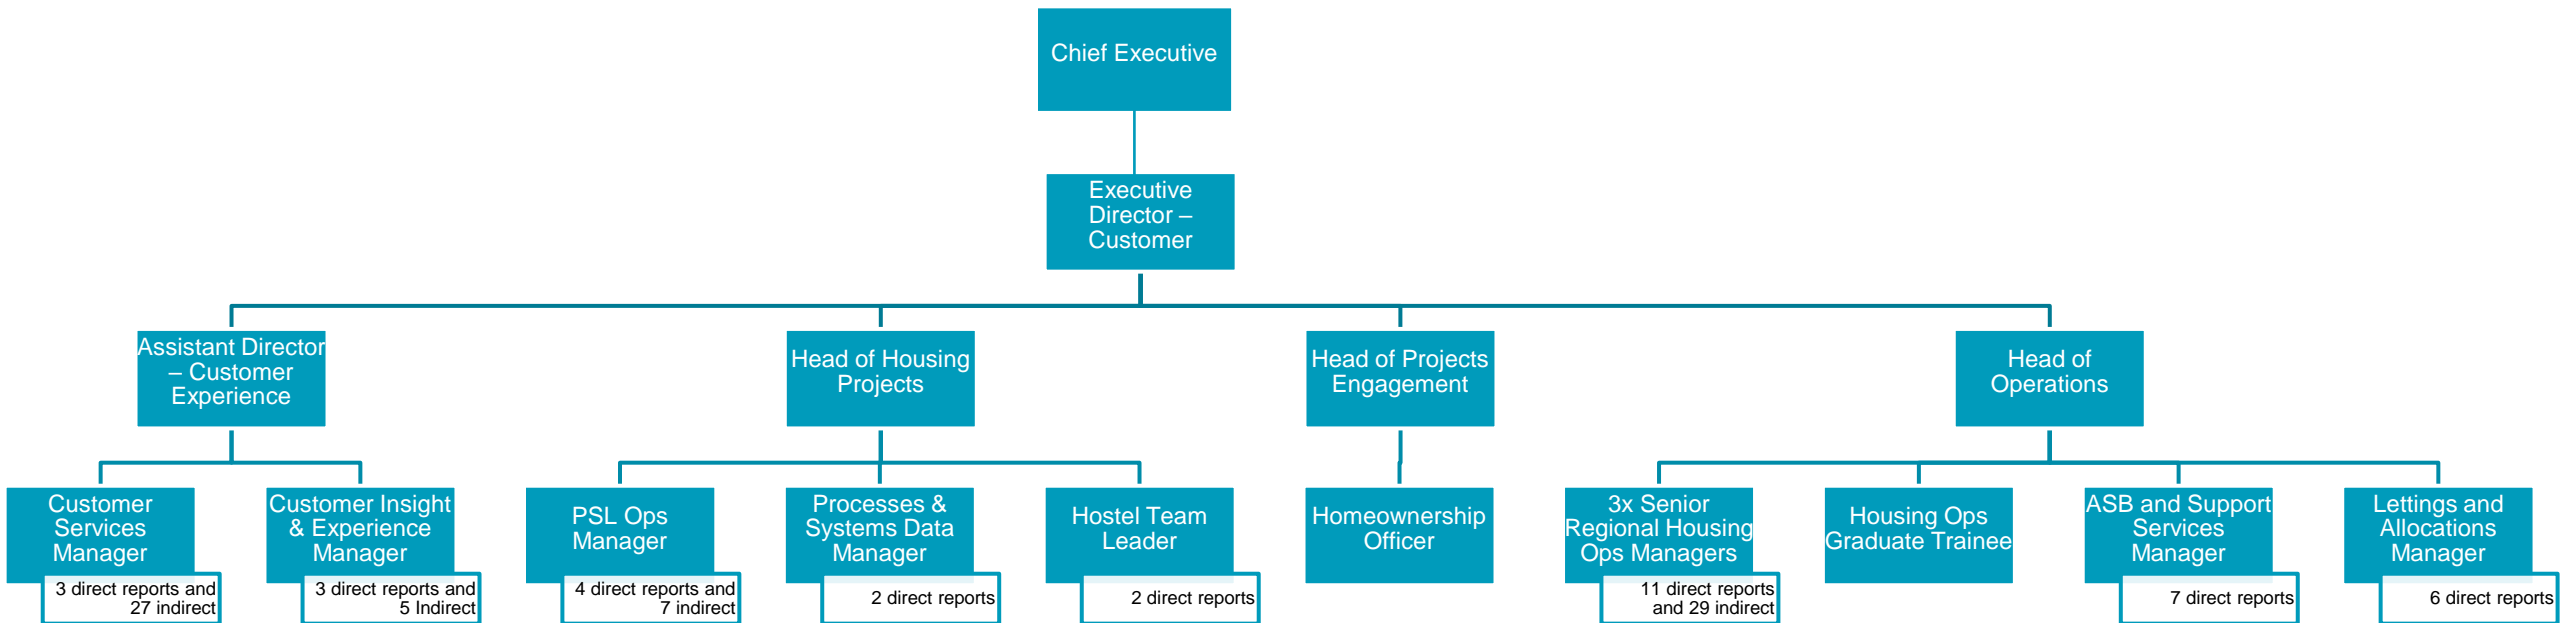 Chief Executive
Executive
Director –
Customer
Assistant Director
– Customer
Experience
Head of Housing
Projects
Head of Projects
Engagement
Head of
Operations
Customer
Services
Manager
3 direct reports and
27 indirect
Customer Insight
& Experience
Manager
3 direct reports and
5 Indirect
PSL Ops
Manager
4 direct reports and
7 indirect
Processes &
Systems Data
Manager
2 direct reports
Hostel Team
Leader
2 direct reports
Homeownership
Officer
3x Senior
Regional Housing
Ops Managers
11 direct reports
and 29 indirect
Housing Ops
Graduate Trainee
ASB and Support
Services
Manager
7 direct reports
Lettings and
Allocations
Manager
6 direct reports